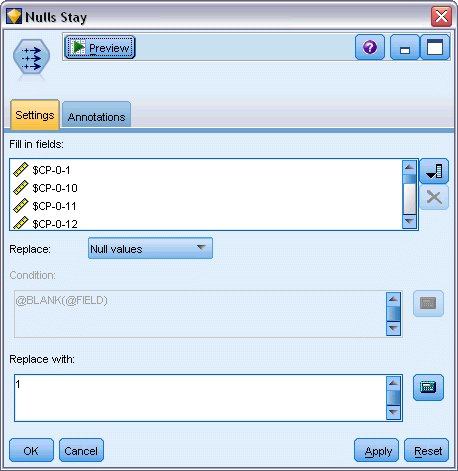 Nulls Stay
Preview
Settings
Annotations
Fill in fields:
$CP-0-1
$CP-0-10
$CP-0-11
$CP-0-12
Replace:
Null values
Condition:
@BLANK(@FIELD)
Replace with:
1
OK
Cancel
Apply
Reset